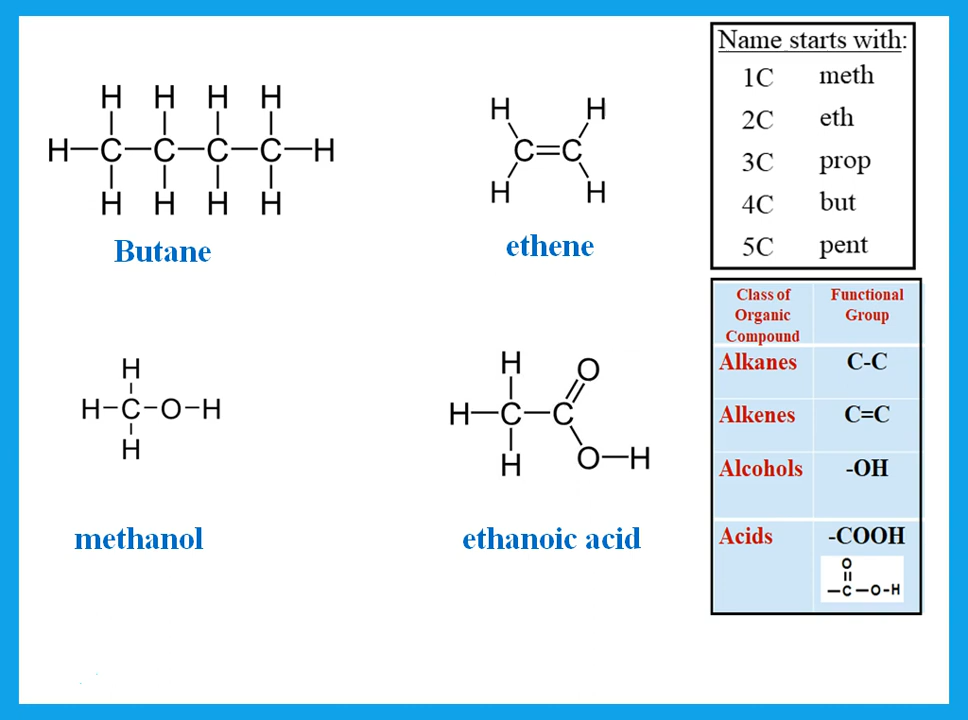 H H H H
H—C—C—C—C—H
H H H H
Butane
H H
C=C
H H
ethene
H
H–C–O–H
H
methanol
H O
H—C—C
H O—H
ethanoic acid
Name starts with:
1C meth
2C eth
3C prop
4C but
5C pent
Class of Organic Compound
Functional Group
Alkanes C-C
Alkenes C=C
Alcohols -OH
Acids -COOH
O
–C–O-H